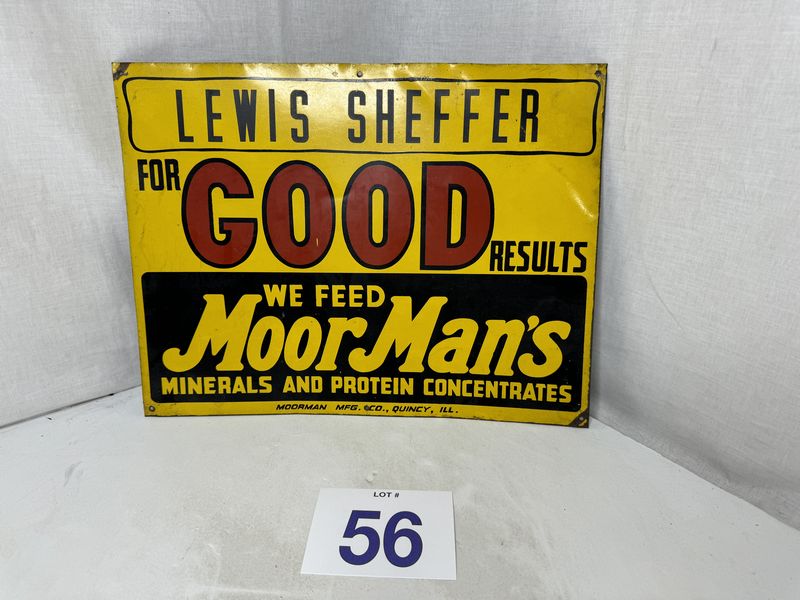 LEWIS SHEFFER
FOR GOOD RESULTS
WE FEED
MoorMan's
MINERALS AND PROTEIN CONCENTRATES
MOORMAN MFG. CO., QUINCY, ILL.
LOT #
56